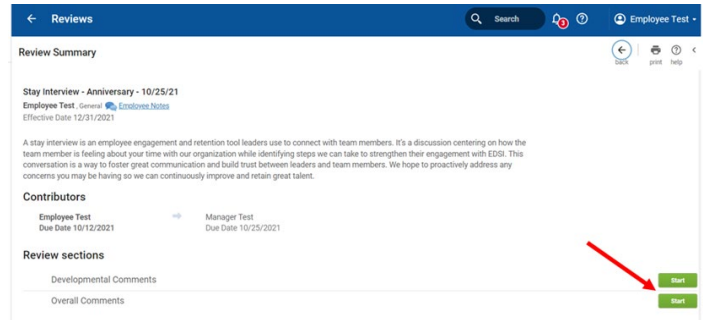 ← Reviews
Search
3
Employee Test
Review Summary
back
print
help
Stay Interview - Anniversary - 10/25/21
Employee Test , General Employee Notes
Effective Date 12/31/2021
A stay interview is an employee engagement and retention tool leaders use to connect with team members. It's a discussion centering on how the
team member is feeling about your time with our organization while identifying steps we can take to strengthen their engagement with EDSI. This
conversation is a way to foster great communication and build trust between leaders and team members. We hope to proactively address any
concerns you may be having so we can continuously improve and retain great talent.
Contributors
Employee Test
Due Date 10/12/2021
Manager Test
Due Date 10/25/2021
Review sections
Developmental Comments
Start
Overall Comments
Start